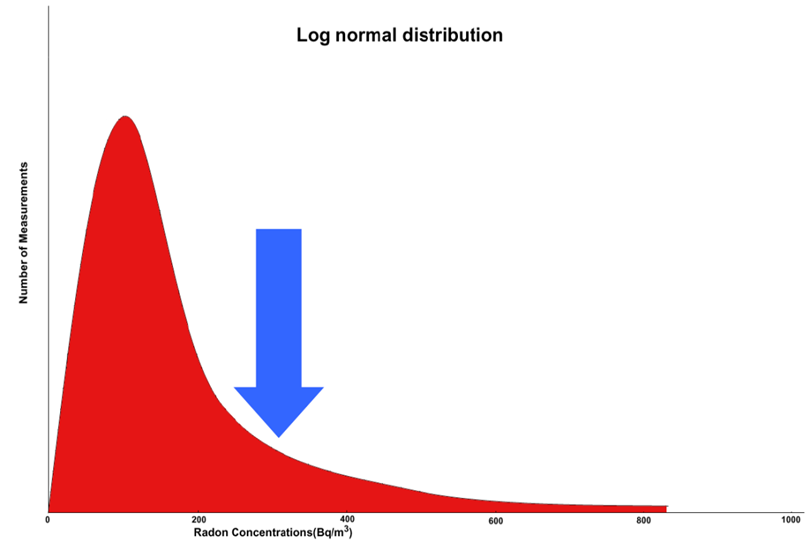 Log normal distribution
Number of Measurements
0 200 400 600 800 1000
Radon Concentrations(Bq/m³)